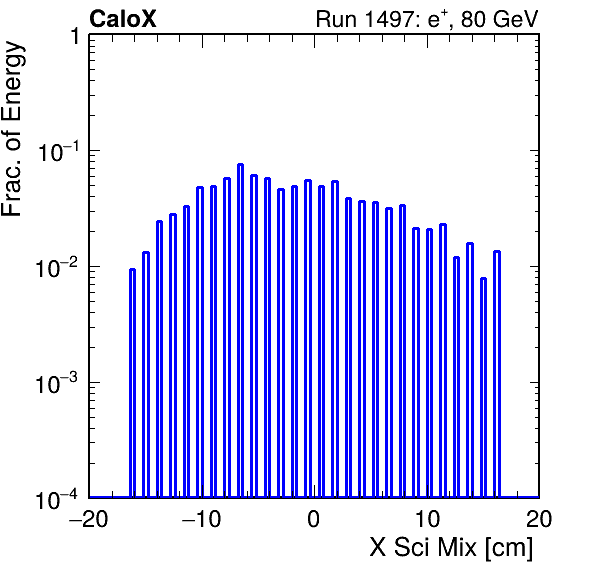 CaloX Run 1497: e⁺, 80 GeV
Frac. of Energy
1
10⁻¹
10⁻²
10⁻³
10⁻⁴
−20 −10 0 10 20
X Sci Mix [cm]